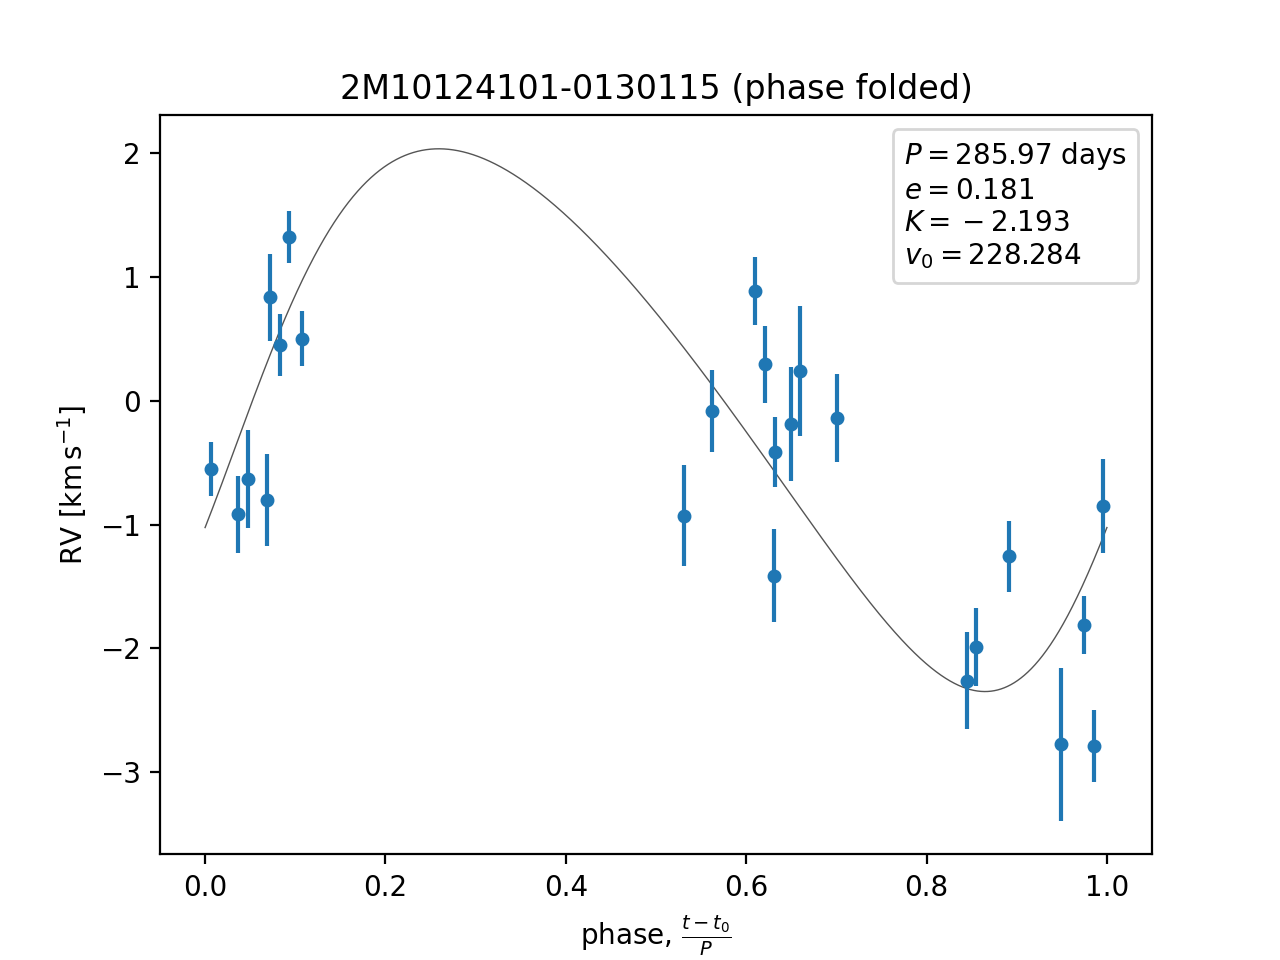 2M10124101-0130115 (phase folded)
P = 285.97 days
e = 0.181
K = −2.193
v₀ = 228.284
RV [km s⁻¹]
2
1
0
−1
−2
−3
0.0 0.2 0.4 0.6 0.8 1.0
phase, (t − t₀)/P